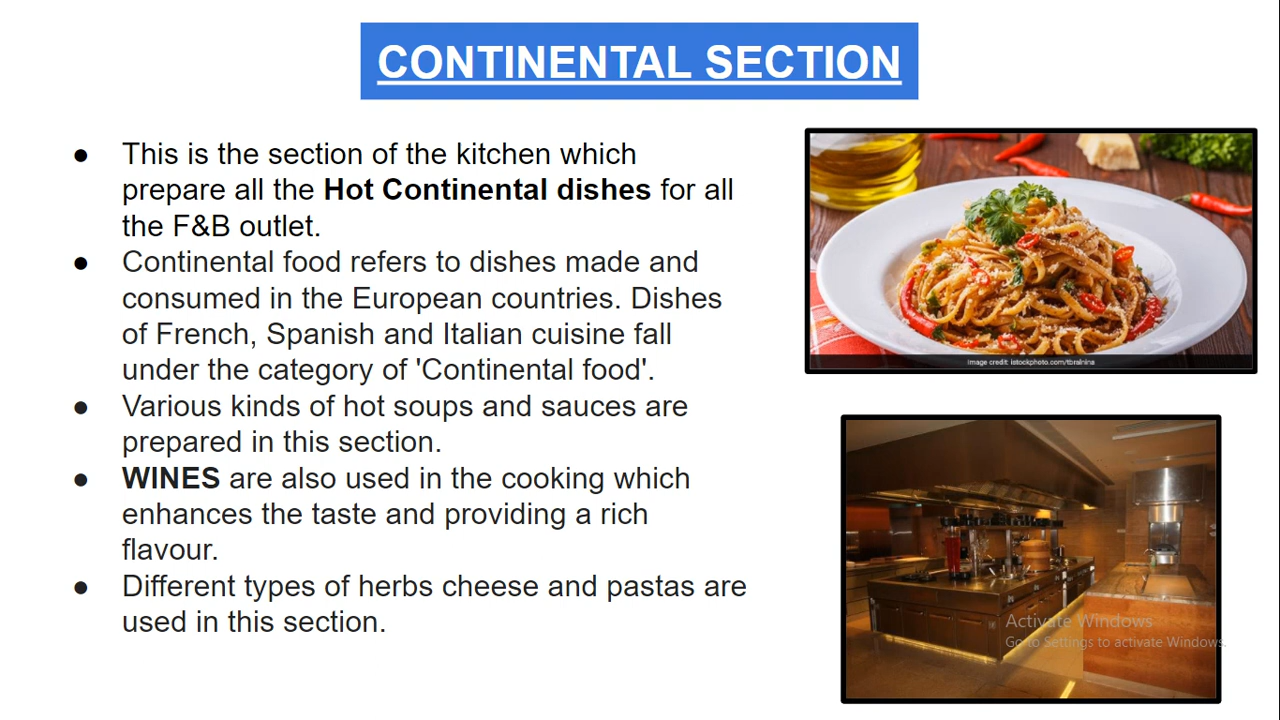 CONTINENTAL SECTION
● This is the section of the kitchen which
prepare all the Hot Continental dishes for all
the F&B outlet.
● Continental food refers to dishes made and
consumed in the European countries. Dishes
of French, Spanish and Italian cuisine fall
under the category of 'Continental food'.
● Various kinds of hot soups and sauces are
prepared in this section.
● WINES are also used in the cooking which
enhances the taste and providing a rich
flavour.
● Different types of herbs cheese and pastas are
used in this section.
Image credit: istockphoto.com/tbralnina
Activate Windows
Go to Settings to activate Windows.